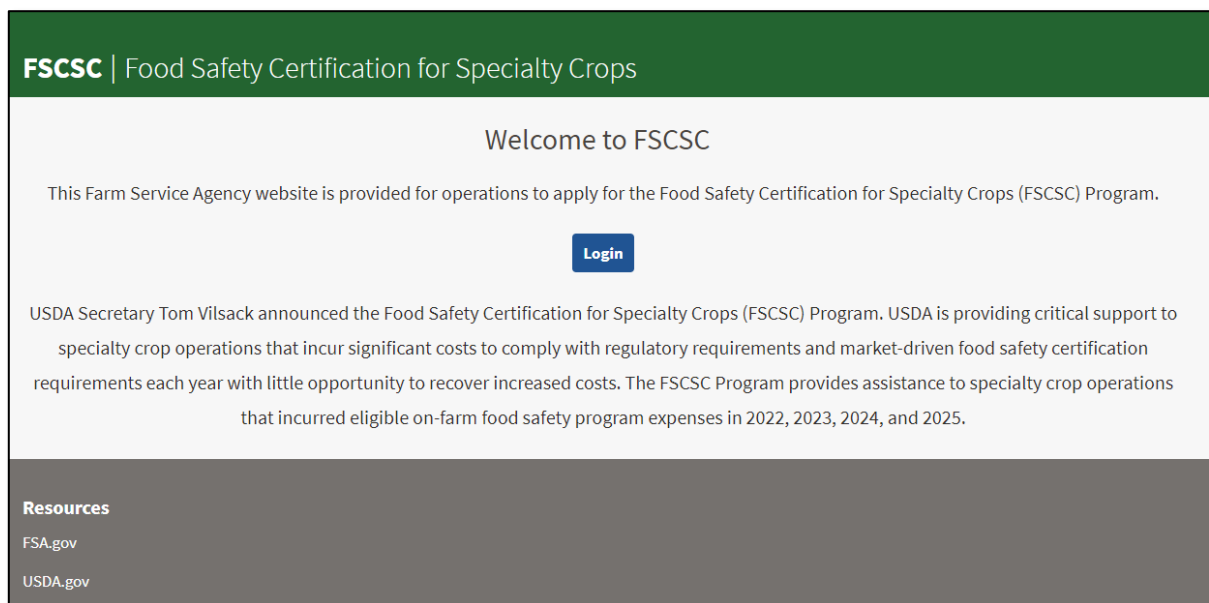 FSCSC | Food Safety Certification for Specialty Crops
Welcome to FSCSC
This Farm Service Agency website is provided for operations to apply for the Food Safety Certification for Specialty Crops (FSCSC) Program.
Login
USDA Secretary Tom Vilsack announced the Food Safety Certification for Specialty Crops (FSCSC) Program. USDA is providing critical support to
specialty crop operations that incur significant costs to comply with regulatory requirements and market-driven food safety certification
requirements each year with little opportunity to recover increased costs. The FSCSC Program provides assistance to specialty crop operations
that incurred eligible on-farm food safety program expenses in 2022, 2023, 2024, and 2025.
Resources
FSA.gov
USDA.gov